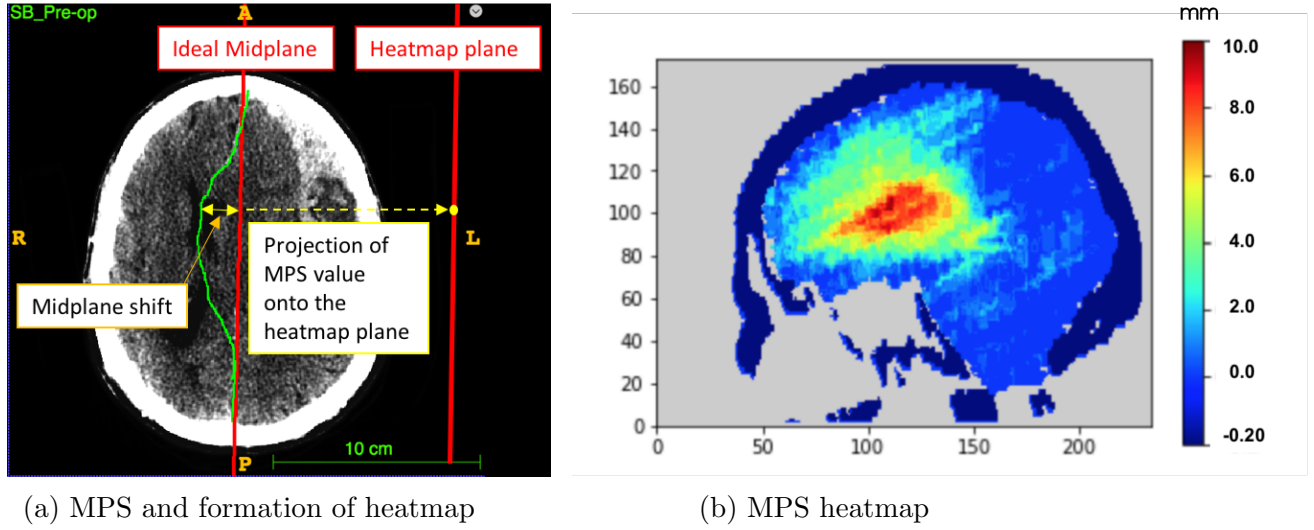 SB_Pre-op
A
Ideal Midplane
Heatmap plane
R
L
Projection of
MPS value
onto the
heatmap plane
Midplane shift
10 cm
P
(a) MPS and formation of heatmap
mm
160
140
120
100
80
60
40
20
0
0
50
100
150
200
10.0
8.0
6.0
4.0
2.0
0.0
-0.20
(b) MPS heatmap